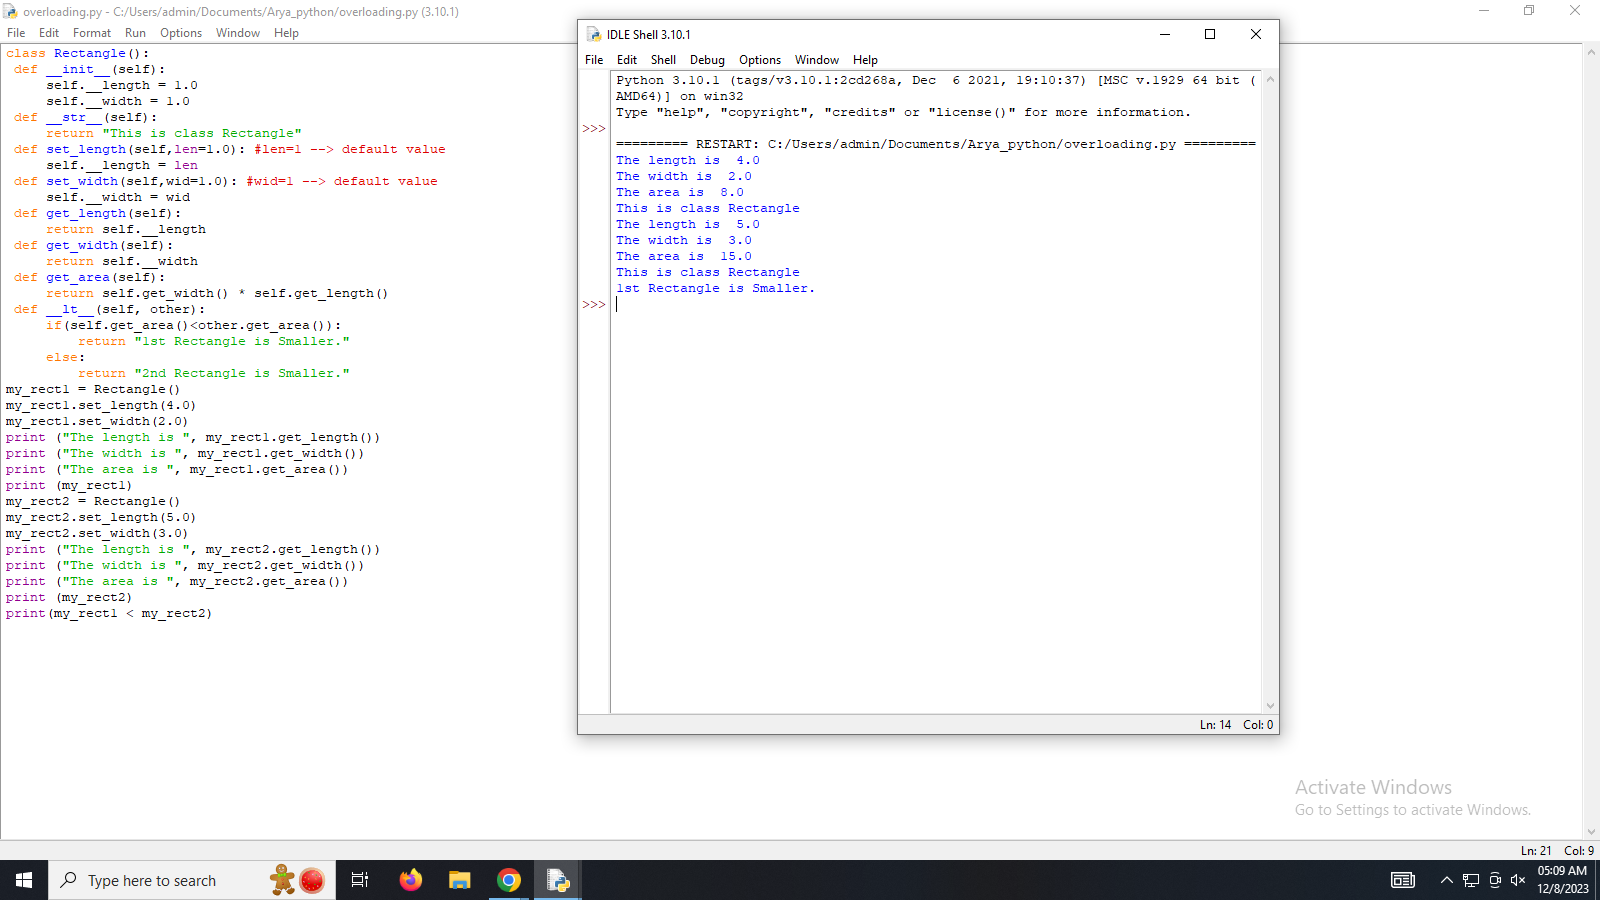 overloading.py - C:/Users/admin/Documents/Arya_python/overloading.py (3.10.1)
File Edit Format Run Options Window Help
class Rectangle():
 def __init__(self):
     self.__length = 1.0
     self.__width = 1.0
 def __str__(self):
     return "This is class Rectangle"
 def set_length(self,len=1.0): #len=1 --> default value
     self.__length = len
 def set_width(self,wid=1.0): #wid=1 --> default value
     self.__width = wid
 def get_length(self):
     return self.__length
 def get_width(self):
     return self.__width
 def get_area(self):
     return self.get_width() * self.get_length()
 def __lt__(self, other):
     if(self.get_area()<other.get_area()):
         return "1st Rectangle is Smaller."
     else:
         return "2nd Rectangle is Smaller."
my_rect1 = Rectangle()
my_rect1.set_length(4.0)
my_rect1.set_width(2.0)
print ("The length is ", my_rect1.get_length())
print ("The width is ", my_rect1.get_width())
print ("The area is ", my_rect1.get_area())
print (my_rect1)
my_rect2 = Rectangle()
my_rect2.set_length(5.0)
my_rect2.set_width(3.0)
print ("The length is ", my_rect2.get_length())
print ("The width is ", my_rect2.get_width())
print ("The area is ", my_rect2.get_area())
print (my_rect2)
print(my_rect1 < my_rect2)
IDLE Shell 3.10.1
File Edit Shell Debug Options Window Help
Python 3.10.1 (tags/v3.10.1:2cd268a, Dec  6 2021, 19:10:37) [MSC v.1929 64 bit (
AMD64)] on win32
Type "help", "copyright", "credits" or "license()" for more information.
>>>
========= RESTART: C:/Users/admin/Documents/Arya_python/overloading.py =========
The length is  4.0
The width is  2.0
The area is  8.0
This is class Rectangle
The length is  5.0
The width is  3.0
The area is  15.0
This is class Rectangle
1st Rectangle is Smaller.
>>>
Ln: 14 Col: 0
Activate Windows
Go to Settings to activate Windows.
Ln: 21 Col: 9
Type here to search
05:09 AM
12/8/2023